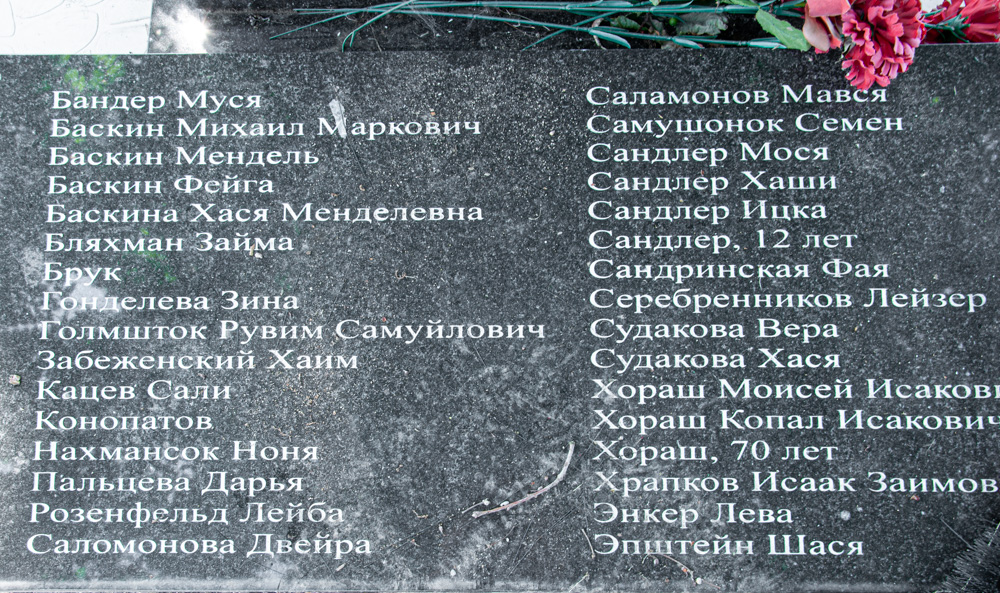 Бандер Муся
Баскин Михаил Маркович
Баскин Мендель
Баскин Фейга
Баскина Хася Менделевна
Бляхман Займа
Брук
Гонделева Зина
Голмшток Рувим Самуйлович
Забеженский Хаим
Кацев Сали
Конопатов
Нахмансок Ноня
Пальцева Дарья
Розенфельд Лейба
Саломонова Двейра
Саламонов Мався
Самушонок Семен
Сандлер Мося
Сандлер Хаши
Сандлер Ицка
Сандлер, 12 лет
Сандринская Фая
Серебренников Лейзер
Судакова Вера
Судакова Хася
Хораш Моисей Исакови
Хораш Копал Исакович
Хораш, 70 лет
Храпков Исаак Заимов
Энкер Лева
Эпштейн Шася